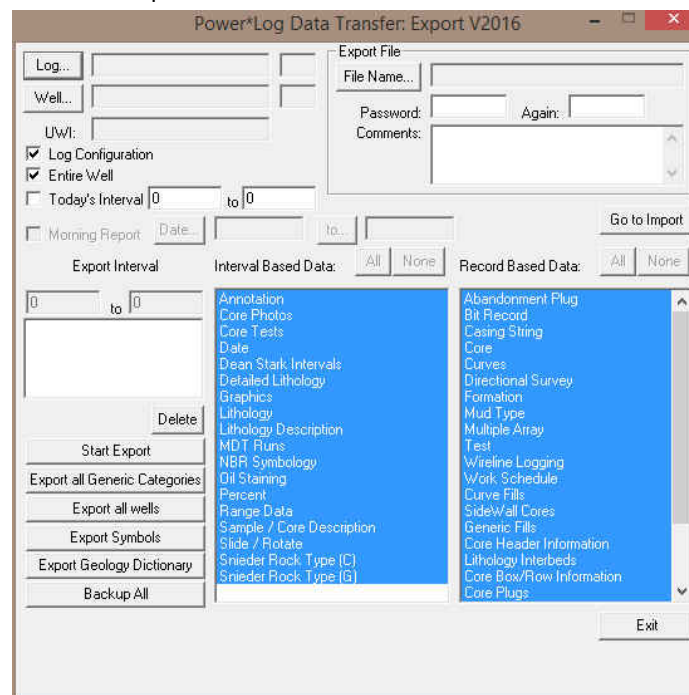 Power*Log Data Transfer: Export V2016
Log...
Well...
UWI:
Log Configuration
Entire Well
Today's Interval 0 to 0
Morning Report Date... to...
Export File
File Name...
Password: Again:
Comments:
Go to Import
Export Interval
0 to 0
Delete
Start Export
Export all Generic Categories
Export all wells
Export Symbols
Export Geology Dictionary
Backup All
Interval Based Data: All None
Annotation
Core Photos
Core Tests
Date
Dean Stark Intervals
Detailed Lithology
Graphics
Lithology
Lithology Description
MDT Runs
NBR Symbology
Oil Staining
Percent
Range Data
Sample / Core Description
Slide / Rotate
Snieder Rock Type (C)
Snieder Rock Type (G)
Record Based Data: All None
Abandonment Plug
Bit Record
Casing String
Core
Curves
Directional Survey
Formation
Mud Type
Multiple Array
Test
Wireline Logging
Work Schedule
Curve Fills
SideWall Cores
Generic Fills
Core Header Information
Lithology Interbeds
Core Box/Row Information
Core Plugs
Exit